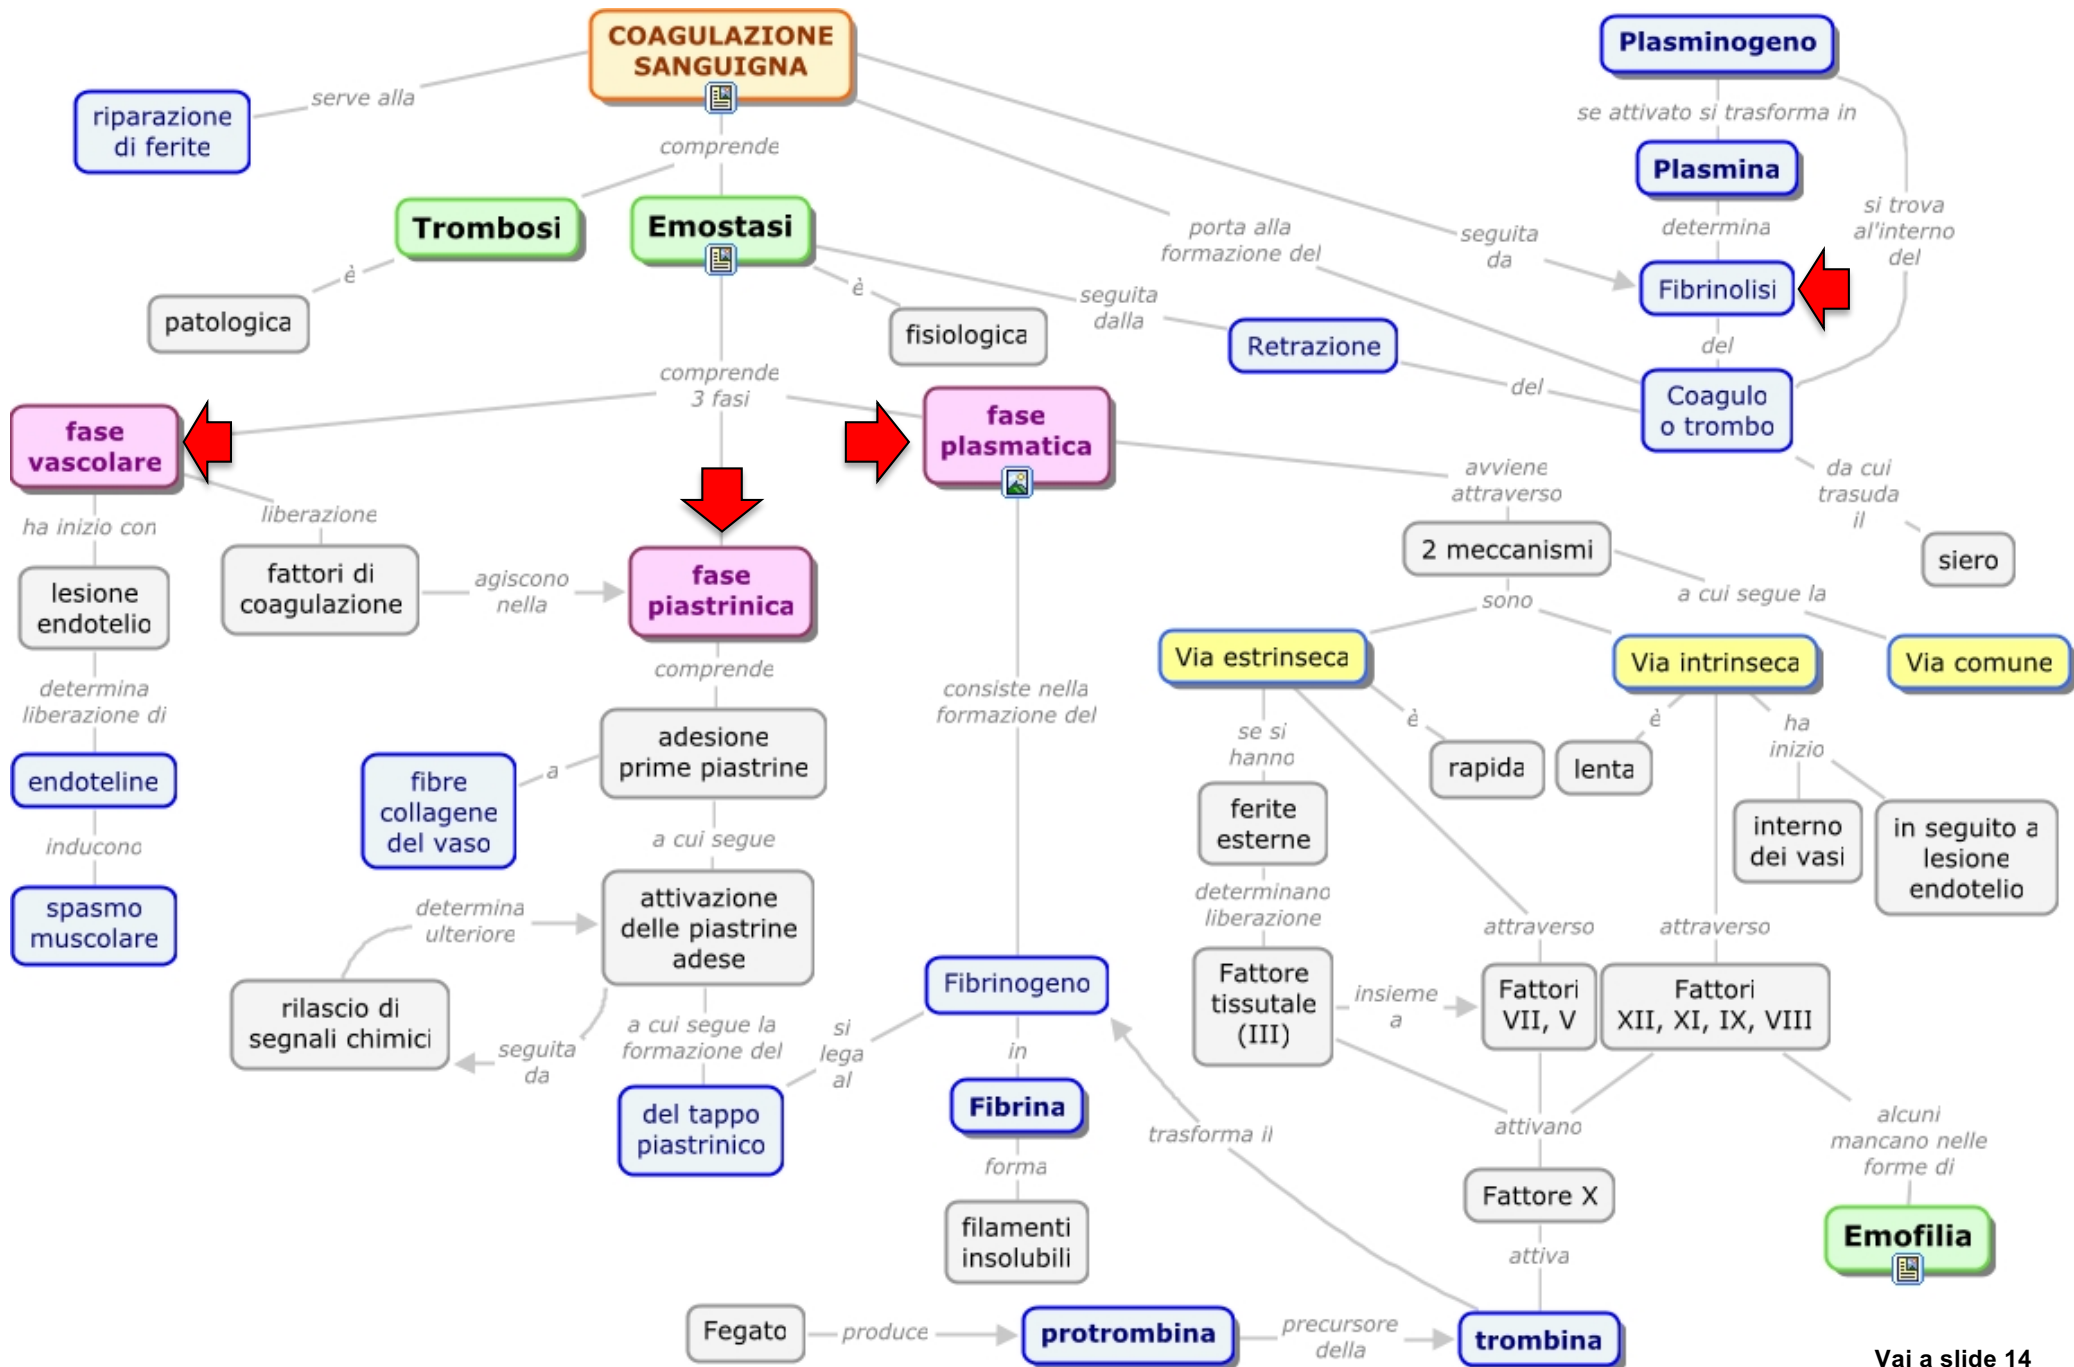 COAGULAZIONE
SANGUIGNA
serve alla
riparazione
di ferite
comprende
Trombosi
è
patologica
Emostasi
è
fisiologica
seguita
dalla
Retrazione
del
porta alla
formazione del
seguita
da
Plasminogeno
se attivato si trasforma in
Plasmina
determina
Fibrinolisi
del
Coagulo
o trombo
si trova
al'interno
del
da cui
trasuda
il
siero
comprende
3 fasi
fase
vascolare
ha inizio con
lesione
endotelio
determina
liberazione di
endoteline
inducono
spasmo
muscolare
liberazione
fattori di
coagulazione
agiscono
nella
fase
piastrinica
comprende
adesione
prime piastrine
a
fibre
collagene
del vaso
a cui segue
attivazione
delle piastrine
adese
determina
ulteriore
rilascio di
segnali chimici
seguita
da
a cui segue la
formazione del
del tappo
piastrinico
si
lega
al
fase
plasmatica
consiste nella
formazione del
Fibrinogeno
in
Fibrina
forma
filamenti
insolubili
avviene
attraverso
2 meccanismi
sono
a cui segue la
Via estrinseca
Via intrinseca
Via comune
se si
hanno
ferite
esterne
determinano
liberazione
Fattore
tissutale
(III)
insieme
a
è
rapida
attraverso
Fattori
VII, V
è
lenta
ha
inizio
interno
dei vasi
in seguito a
lesione
endotelio
attraverso
Fattori
XII, XI, IX, VIII
attivano
Fattore X
attiva
alcuni
mancano nelle
forme di
Emofilia
trasforma il
Fegato
produce
protrombina
precursore
della
trombina
Vai a slide 14